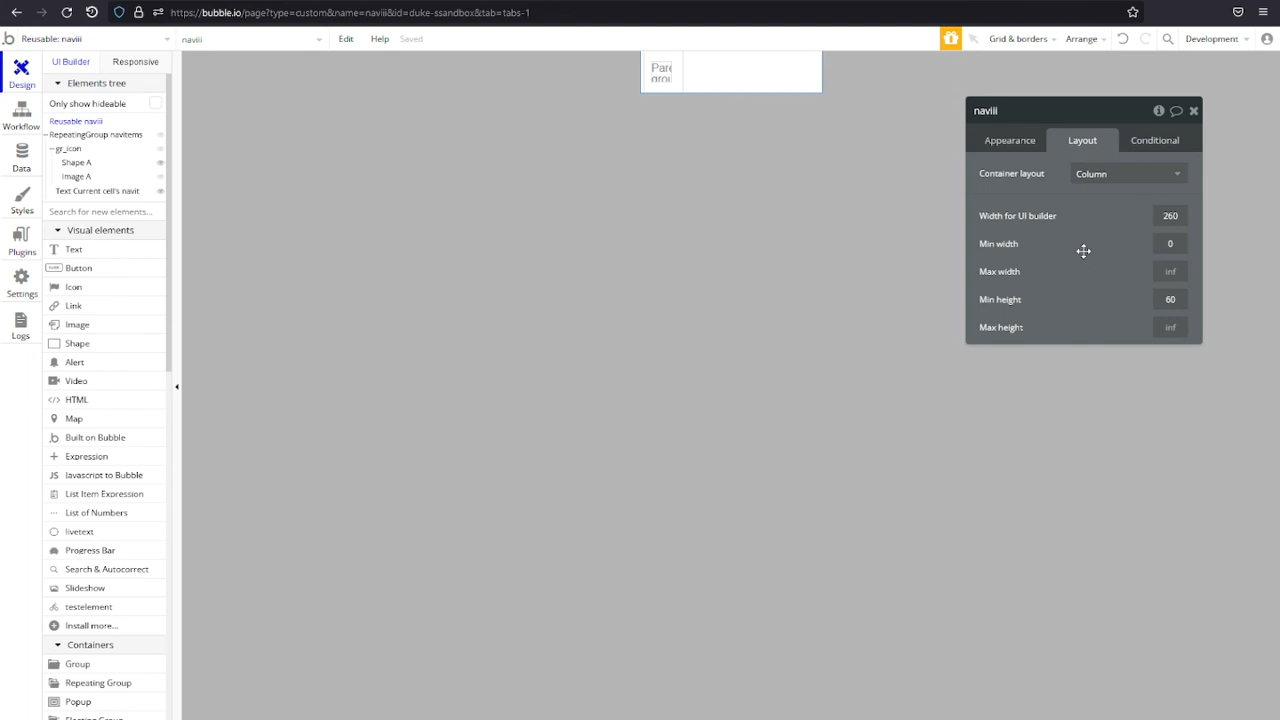 https://bubble.io/page?type=custom&name=naviii&id=duke-ssandbox&tab=tabs-1
Reusable: naviii
naviii
Edit
Help
Saved
Grid & borders
Arrange
Development
Design
Workflow
Data
Styles
Plugins
Settings
Logs
UI Builder
Responsive
Elements tree
Only show hideable
Reusable naviii
RepeatingGroup navitems
gr_icon
Shape A
Image A
Text Current cell's navit
Search for new elements...
Visual elements
Text
Button
Icon
Link
Image
Shape
Alert
Video
HTML
Map
Built on Bubble
Expression
JS Javascript to Bubble
List Item Expression
List of Numbers
livetext
Progress Bar
Search & Autocorrect
Slideshow
testelement
Install more...
Containers
Group
Repeating Group
Popup
naviii
Appearance
Layout
Conditional
Container layout
Column
Width for UI builder
260
Min width
0
Max width
inf
Min height
60
Max height
inf